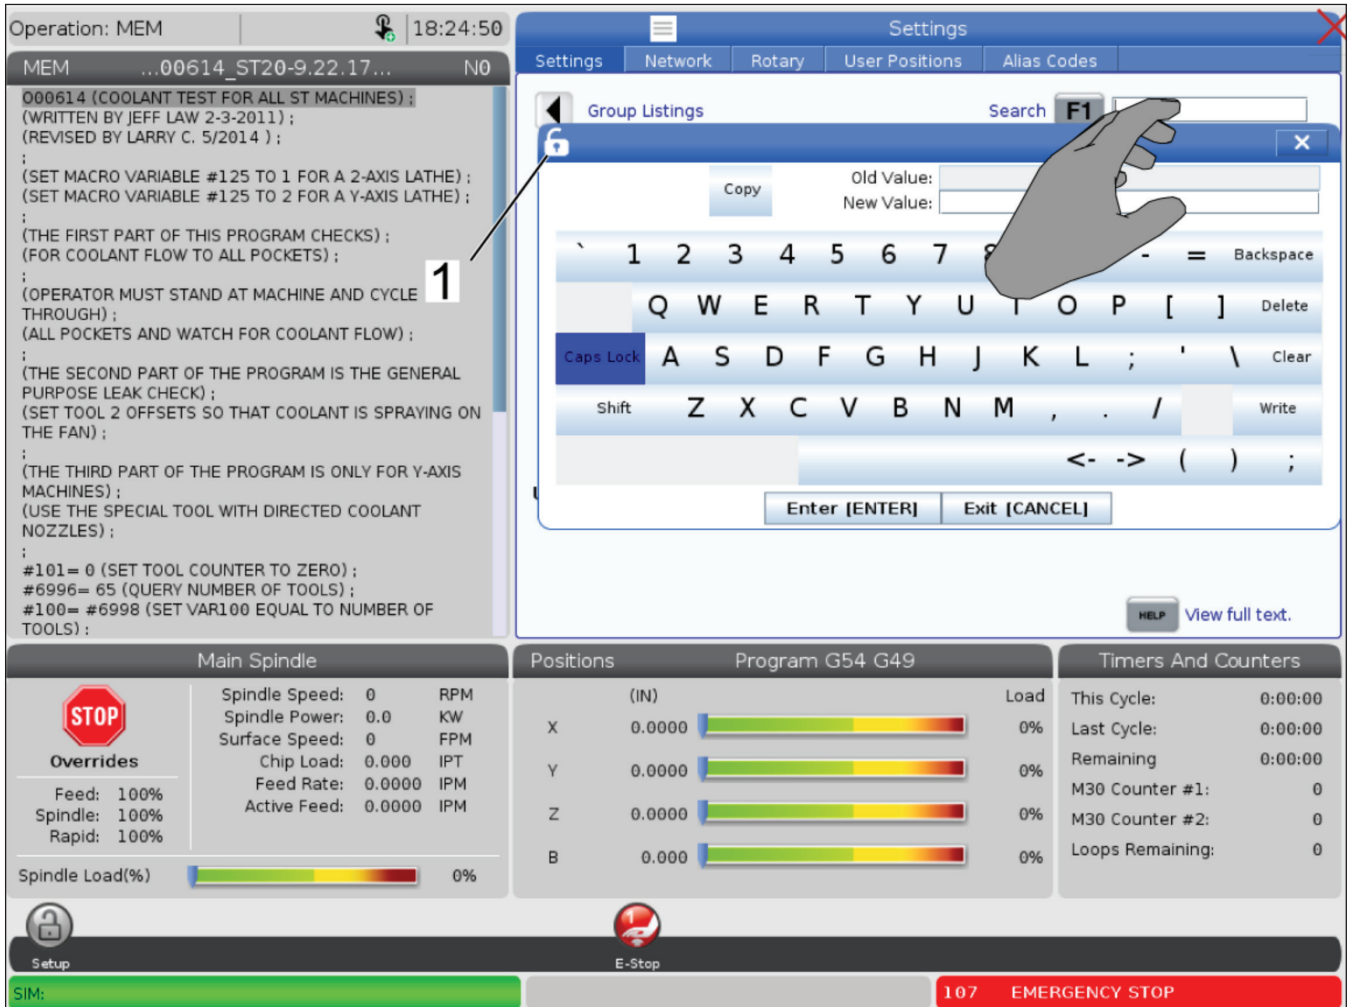 Operation: MEM
18:24:50
MEM ...00614_ST20-9.22.17... N0
O00614 (COOLANT TEST FOR ALL ST MACHINES) ;
(WRITTEN BY JEFF LAW 2-3-2011) ;
(REVISED BY LARRY C. 5/2014 ) ;
;
(SET MACRO VARIABLE #125 TO 1 FOR A 2-AXIS LATHE) ;
(SET MACRO VARIABLE #125 TO 2 FOR A Y-AXIS LATHE) ;
;
(THE FIRST PART OF THIS PROGRAM CHECKS) ;
(FOR COOLANT FLOW TO ALL POCKETS) ;
;
(OPERATOR MUST STAND AT MACHINE AND CYCLE
THROUGH) ;
(ALL POCKETS AND WATCH FOR COOLANT FLOW) ;
;
(THE SECOND PART OF THE PROGRAM IS THE GENERAL
PURPOSE LEAK CHECK) ;
(SET TOOL 2 OFFSETS SO THAT COOLANT IS SPRAYING ON
THE FAN) ;
;
(THE THIRD PART OF THE PROGRAM IS ONLY FOR Y-AXIS
MACHINES) ;
(USE THE SPECIAL TOOL WITH DIRECTED COOLANT
NOZZLES) ;
;
#101= 0 (SET TOOL COUNTER TO ZERO) ;
#6996= 65 (QUERY NUMBER OF TOOLS) ;
#100= #6998 (SET VAR100 EQUAL TO NUMBER OF
TOOLS) ;
1
Settings
Settings Network Rotary User Positions Alias Codes
Group Listings
Search F1
Copy
Old Value:
New Value:
` 1 2 3 4 5 6 7 - = Backspace
Q W E R T Y U I O P [ ] Delete
Caps Lock A S D F G H J K L ; ' \ Clear
Shift Z X C V B N M , . / Write
<- -> ( ) ;
Enter [ENTER] Exit [CANCEL]
HELP View full text.
Main Spindle
STOP
Overrides
Feed: 100%
Spindle: 100%
Rapid: 100%
Spindle Speed: 0 RPM
Spindle Power: 0.0 KW
Surface Speed: 0 FPM
Chip Load: 0.000 IPT
Feed Rate: 0.0000 IPM
Active Feed: 0.0000 IPM
Spindle Load(%) 0%
Positions Program G54 G49
(IN) Load
X 0.0000 0%
Y 0.0000 0%
Z 0.0000 0%
B 0.000 0%
Timers And Counters
This Cycle: 0:00:00
Last Cycle: 0:00:00
Remaining 0:00:00
M30 Counter #1: 0
M30 Counter #2: 0
Loops Remaining: 0
Setup
1
E-Stop
SIM:
107 EMERGENCY STOP